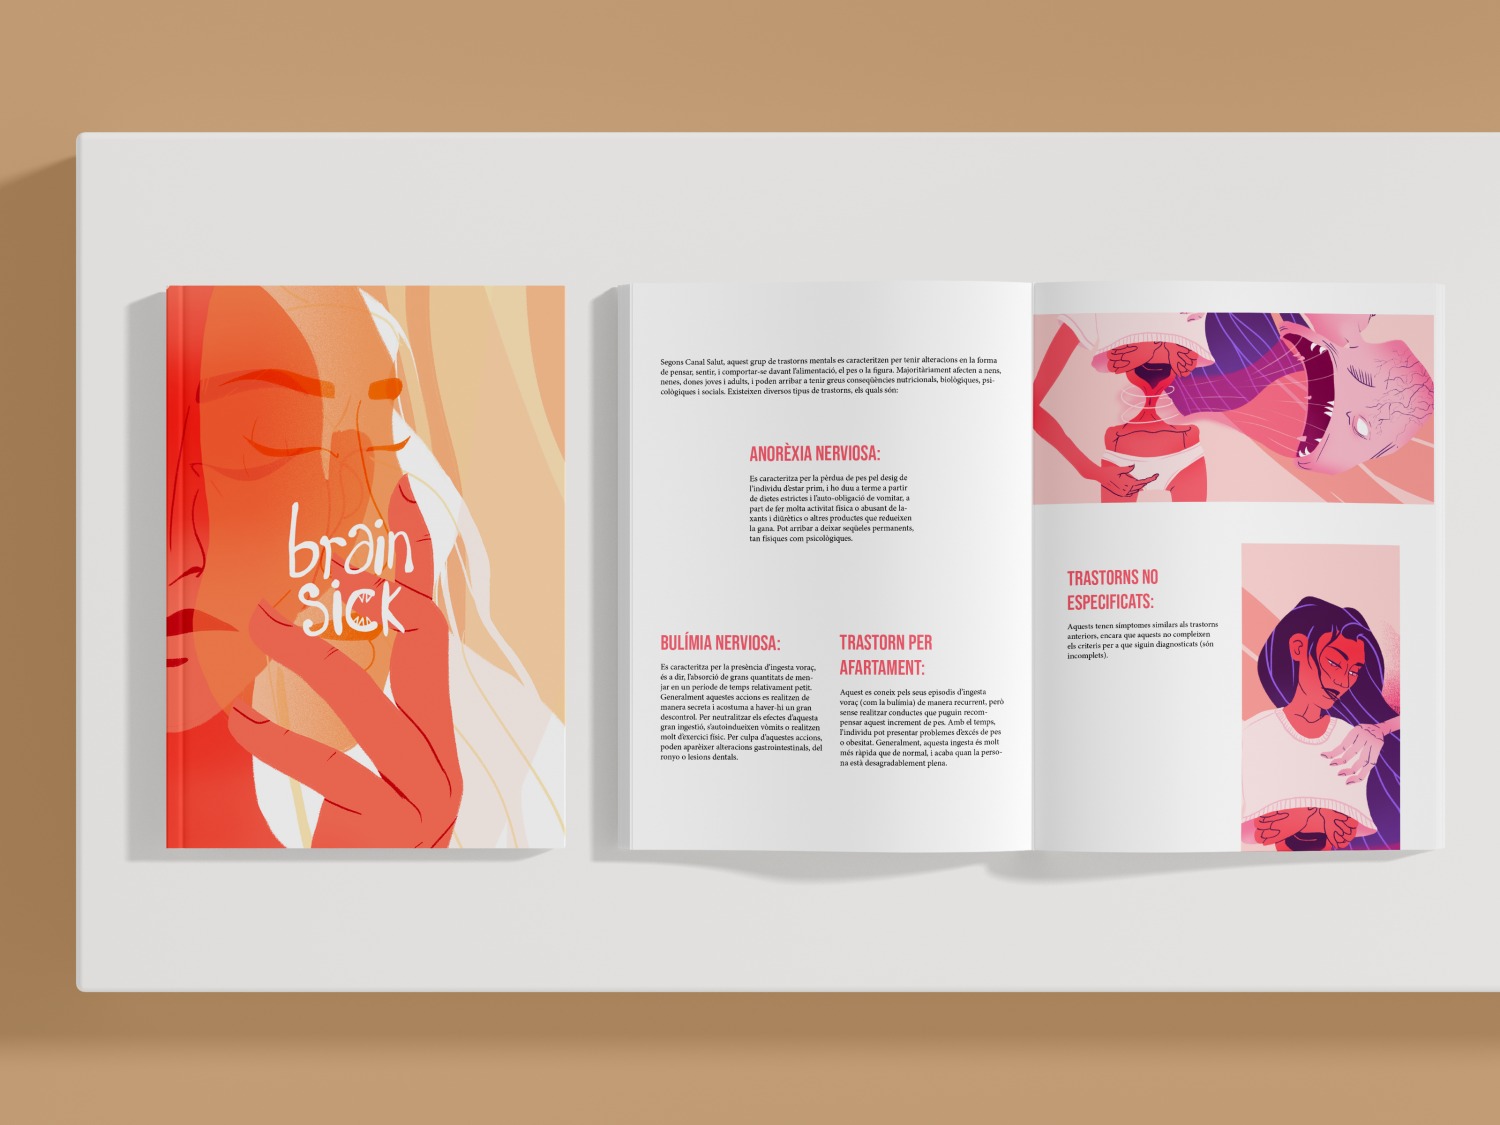 brain
sick
Segons Canal Salut, aquest grup de trastorns mentals es caracteritzen per tenir alteracions en la forma
de pensar, sentir, i comportar-se davant l'alimentació, el pes o la figura. Majoritàriament afecten a nens,
nenes, dones joves i adults, i poden arribar a tenir greus conseqüències nutricionals, biològiques, psi-
cològiques i socials. Existeixen diversos tipus de trastorns, els quals són:
ANORÈXIA NERVIOSA:
Es caracteritza per la pèrdua de pes pel desig de
l'individu d'estar prim, i ho duu a terme a partir
de dietes estrictes i l'auto-obligació de vomitar, a
part de fer molta activitat física o abusant de la-
xants i diürètics o altres productes que redueixen
la gana. Pot arribar a deixar seqüeles permanents,
tan físiques com psicològiques.
BULÍMIA NERVIOSA:
Es caracteritza per la presència d'ingesta voraç,
és a dir, l'absorció de grans quantitats de men-
jar en un periode de temps relativament petit.
Generalment aquestes accions es realitzen de
manera secreta i acostuma a haver-hi un gran
descontrol. Per neutralitzar els efectes d'aquesta
gran ingestió, s'autoindueixen vòmits o realitzen
molt d'exercici físic. Per culpa d'aquestes accions,
poden aparèixer alteracions gastrointestinals, del
ronyo o lesions dentals.
TRASTORN PER
AFARTAMENT:
Aquest es coneix pels seus episodis d'ingesta
voraç (com la bulímia) de manera recurrent, però
sense realitzar conductes que puguin recom-
pensar aquest increment de pes. Amb el temps,
l'individu pot presentar problemes d'excés de pes
o obesitat. Generalment, aquesta ingesta és molt
més ràpida que de normal, i acaba quan la perso-
na està desagradablement plena.
TRASTORNS NO
ESPECIFICATS:
Aquests tenen símptomes similars als trastorns
anteriors, encara que aquests no compleixen
els criteris per a que siguin diagnosticats (són
incomplets).